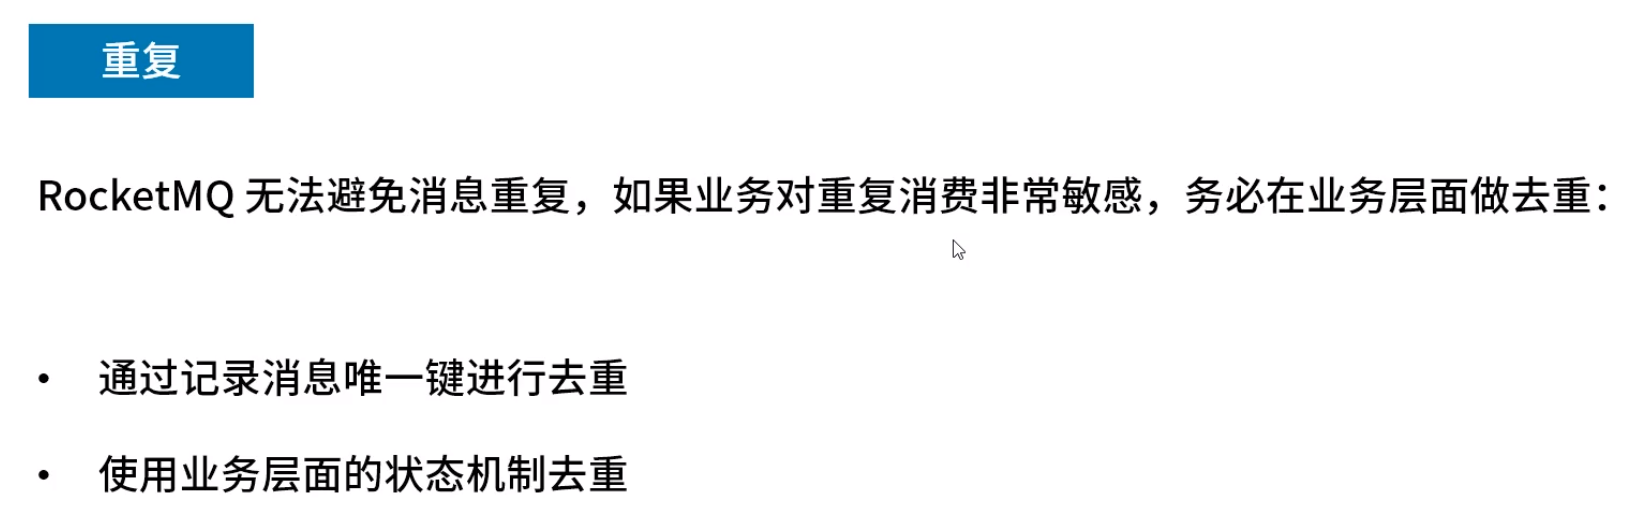 重复
RocketMQ 无法避免消息重复，如果业务对重复消费非常敏感，务必在业务层面做去重：
• 通过记录消息唯一键进行去重
• 使用业务层面的状态机制去重